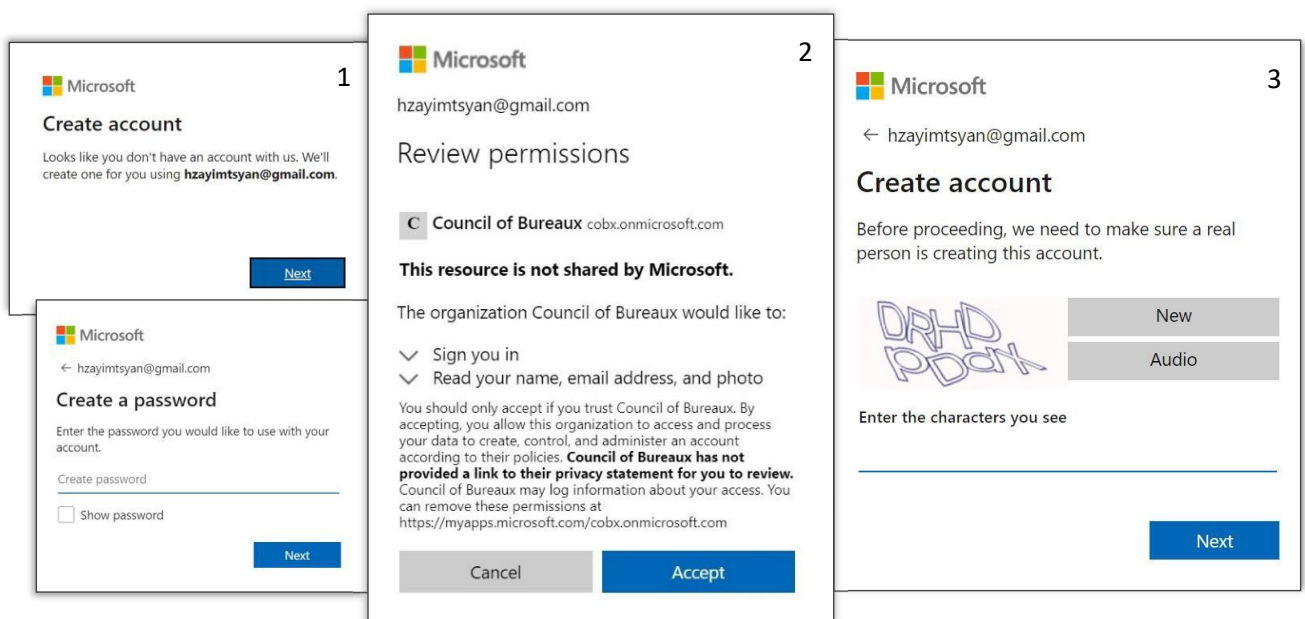 1
Microsoft
Create account
Looks like you don't have an account with us. We'll
create one for you using hzayimtsyan@gmail.com.
Next
Microsoft
← hzayimtsyan@gmail.com
Create a password
Enter the password you would like to use with your
account.
Create password
Show password
Next
2
Microsoft
hzayimtsyan@gmail.com
Review permissions
C Council of Bureaux cobx.onmicrosoft.com
This resource is not shared by Microsoft.
The organization Council of Bureaux would like to:
Sign you in
Read your name, email address, and photo
You should only accept if you trust Council of Bureaux. By
accepting, you allow this organization to access and process
your data to create, control, and administer an account
according to their policies. Council of Bureaux has not
provided a link to their privacy statement for you to review.
Council of Bureaux may log information about your access. You
can remove these permissions at
https://myapps.microsoft.com/cobx.onmicrosoft.com
Cancel
Accept
3
Microsoft
← hzayimtsyan@gmail.com
Create account
Before proceeding, we need to make sure a real
person is creating this account.
New
Audio
Enter the characters you see
Next